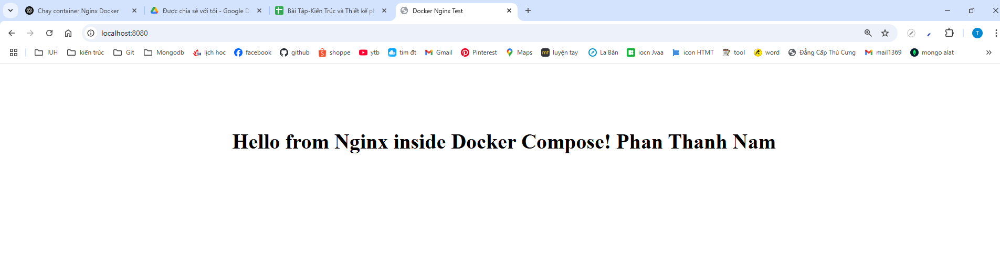 Chạy container Nginx Docker
Được chia sẻ với tôi - Google D
Bài Tập-Kiến Trúc và Thiết kế ph
Docker Nginx Test
localhost:8080
T
IUH
kiến trúc
Git
Mongodb
lịch hoc
facebook
github
shoppe
ytb
tim đt
Gmail
Pinterest
Maps
mt
luyện tay
La Bàn
iocn Jvaa
icon HTMT
tool
word
Đẳng Cấp Thú Cưng
mail1369
mongo alat
Hello from Nginx inside Docker Compose! Phan Thanh Nam